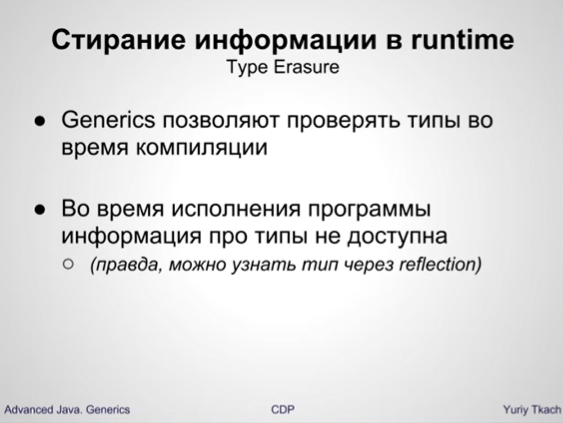 Стирание информации в runtime
Type Erasure
● Generics позволяют проверять типы во
время компиляции
● Во время исполнения программы
информация про типы не доступна
○ (правда, можно узнать тип через reflection)
Advanced Java. Generics
CDP
Yuriy Tkach